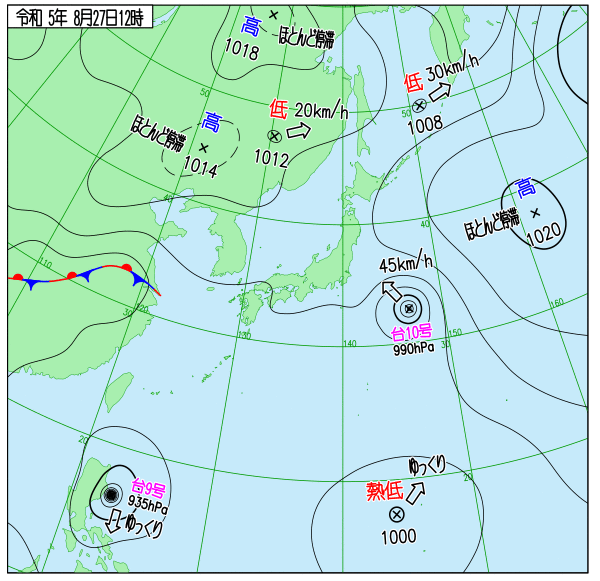 令和 5年 8月27日12時
高
ほとんど停滞
1018
低
30km/h
1008
50
50
高
ほとんど停滞
1014
低
20km/h
1012
高
ほとんど停滞
1020
40
40
45km/h
台10号
990hPa
110
30
120
130
140
30
150
160
20
20
台9号
935hPa
ゆっくり
熱低
ゆっくり
1000